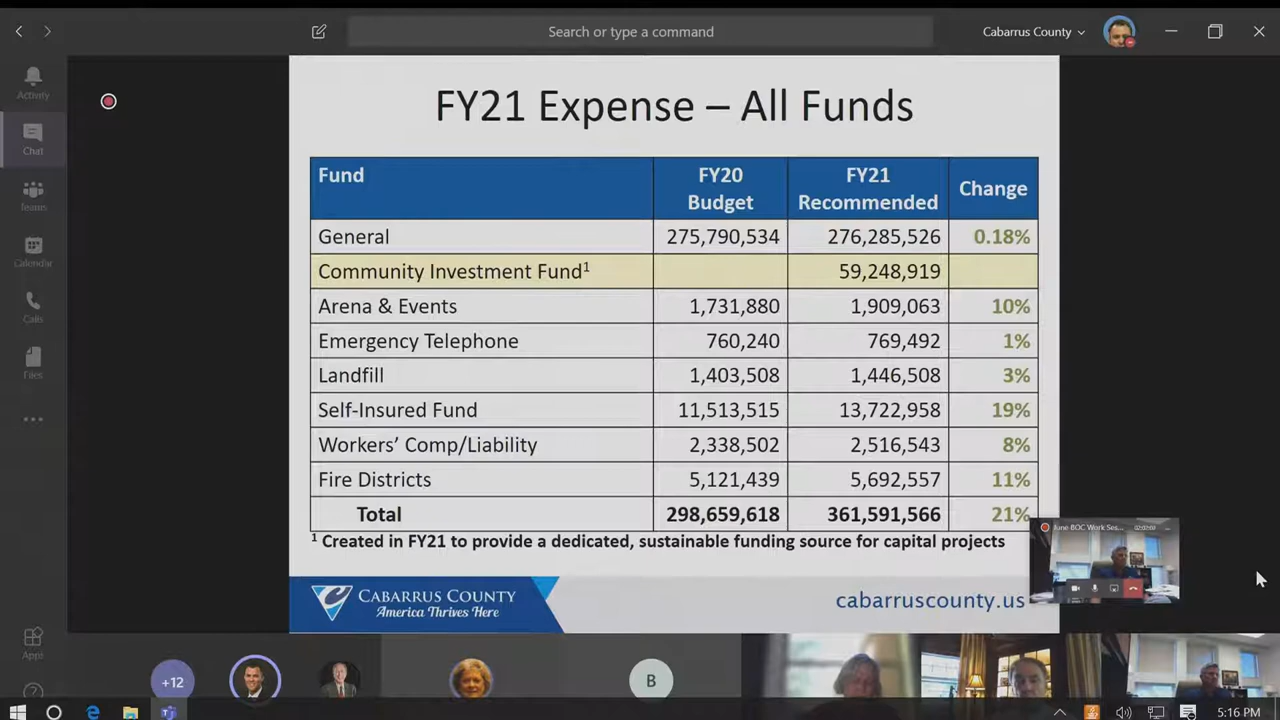 Search or type a command
Cabarrus County
Activity
Chat
Teams
Calendar
Calls
Files
Apps
FY21 Expense – All Funds
Fund FY20 Budget FY21 Recommended Change
General 275,790,534 276,285,526 0.18%
Community Investment Fund¹ 59,248,919
Arena & Events 1,731,880 1,909,063 10%
Emergency Telephone 760,240 769,492 1%
Landfill 1,403,508 1,446,508 3%
Self-Insured Fund 11,513,515 13,722,958 19%
Workers' Comp/Liability 2,338,502 2,516,543 8%
Fire Districts 5,121,439 5,692,557 11%
Total 298,659,618 361,591,566 21%
¹ Created in FY21 to provide a dedicated, sustainable funding source for capital projects
June BOC Work Ses...
CABARRUS COUNTY
America Thrives Here
cabarruscounty.us
+12
B
5:16 PM